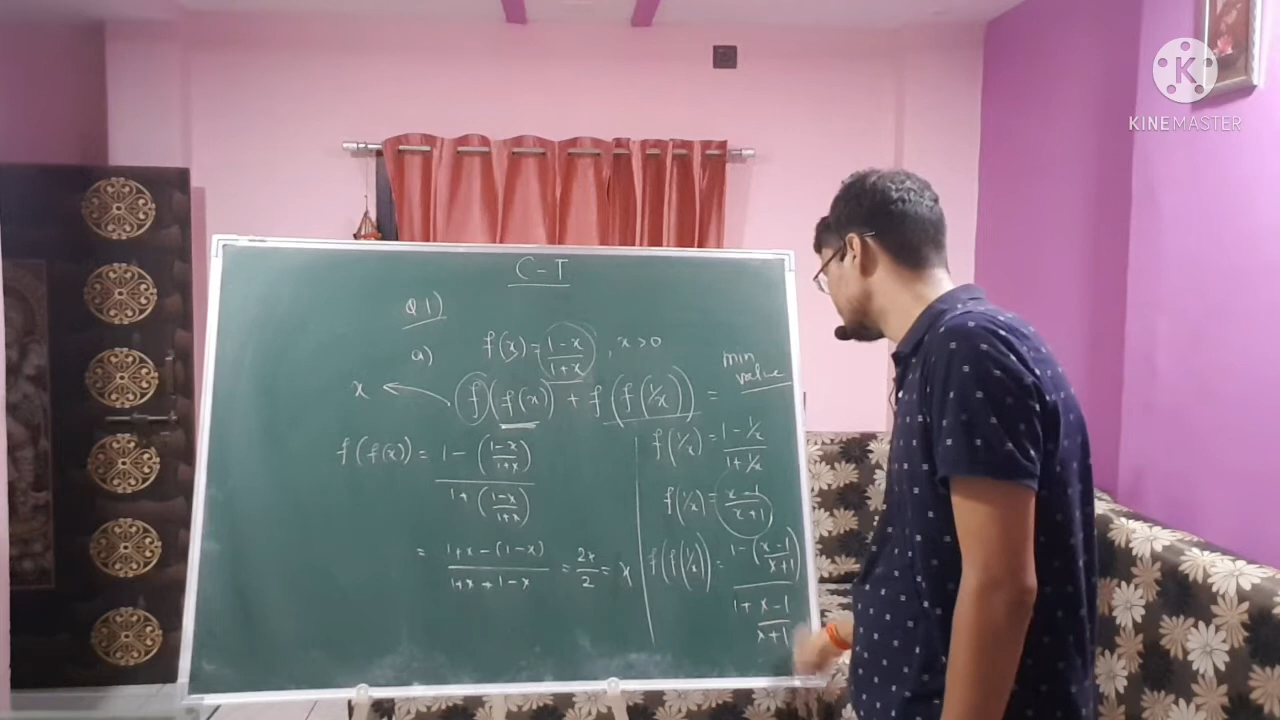 C - T
Q1)
a) f(x) = 1-x / 1+x , x>0
min value
x ← f(f(x)) + f(f(1/x)) =
f(f(x)) = 1 - (1-x / 1+x) / 1 + (1-x / 1+x)
= 1+x-(1-x) / 1+x+1-x = 2x / 2 = x
f(1/x) = 1 - 1/x / 1 + 1/x
f(1/x) = x-1 / x+1
f(f(1/x)) = 1 - (x-1 / x+1) / 1 + x-1 / x+1
K
KINEMASTER